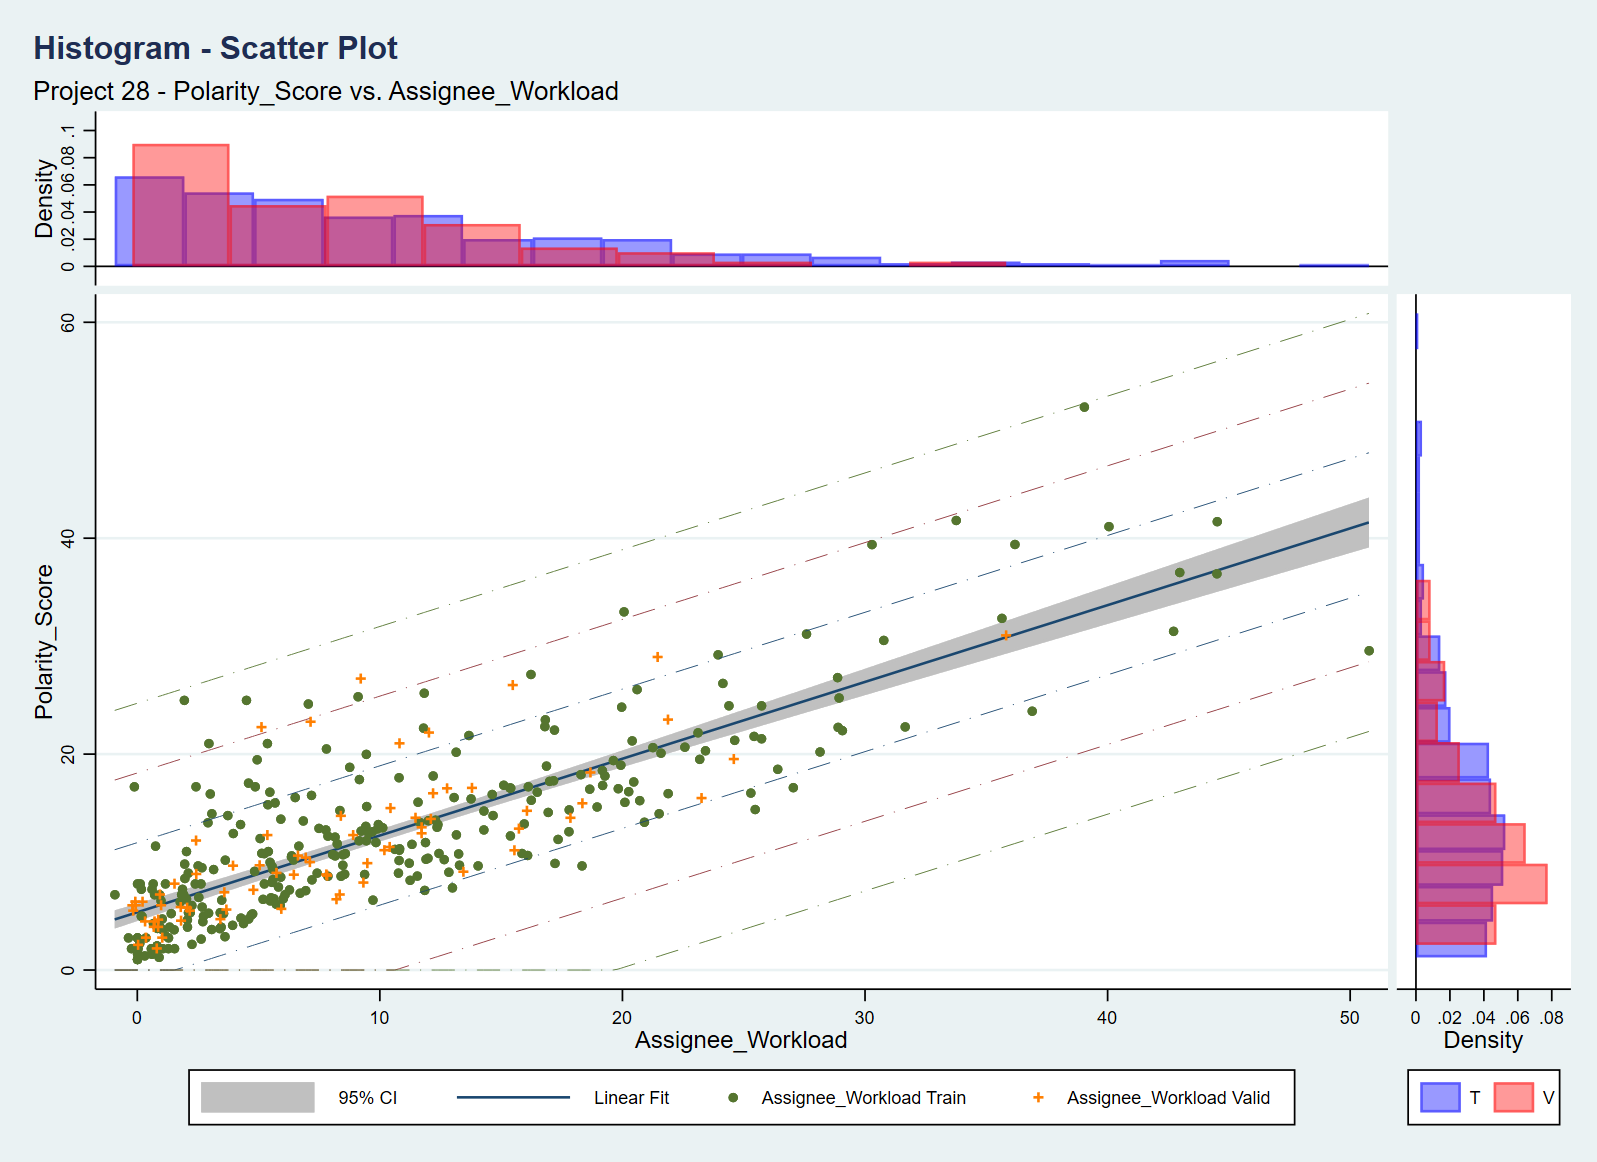 Histogram - Scatter Plot
Project 28 - Polarity_Score vs. Assignee_Workload
Density
0 .02 .04 .06 .08 .1
Polarity_Score
0 20 40 60
0 10 20 30 40 50
Assignee_Workload
0 .02 .04 .06 .08
Density
95% CI Linear Fit Assignee_Workload Train Assignee_Workload Valid
T V